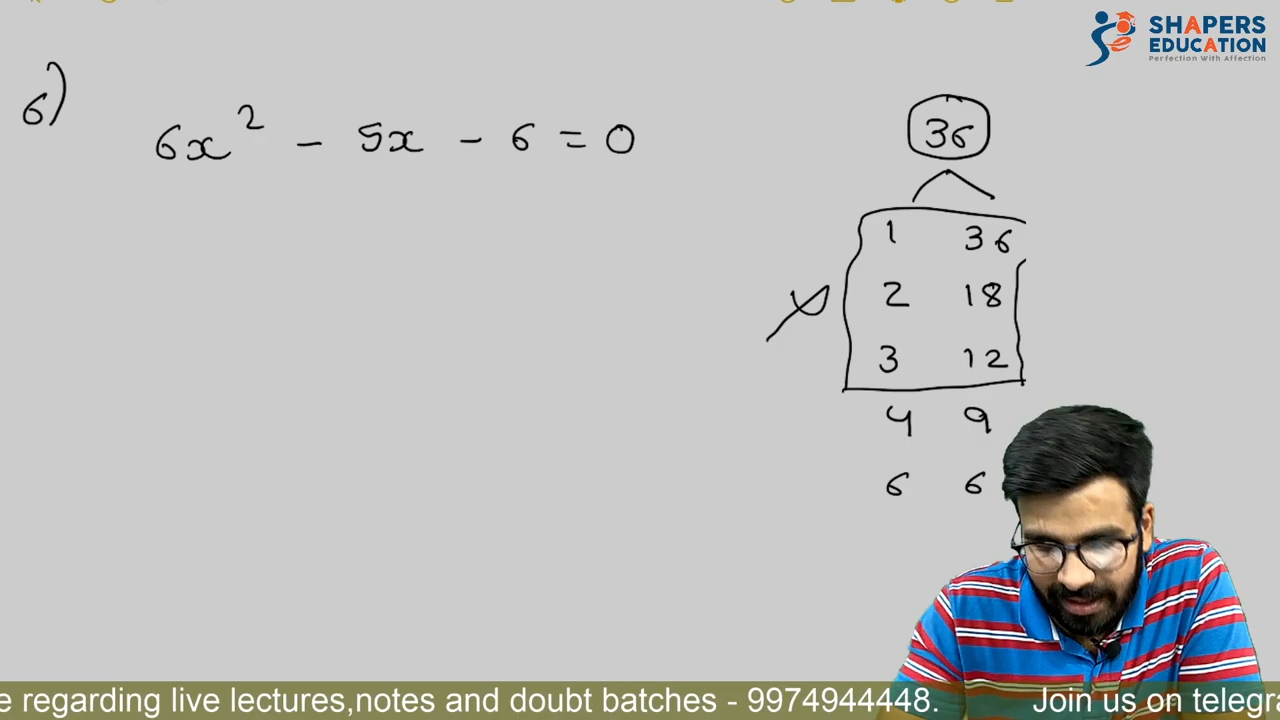 SHAPERS
EDUCATION
Perfection With Affection
6)
6x² - 5x - 6 = 0
36
1 36
2 18
3 12
4 9
6 6
e regarding live lectures,notes and doubt batches - 9974944448. Join us on telegra